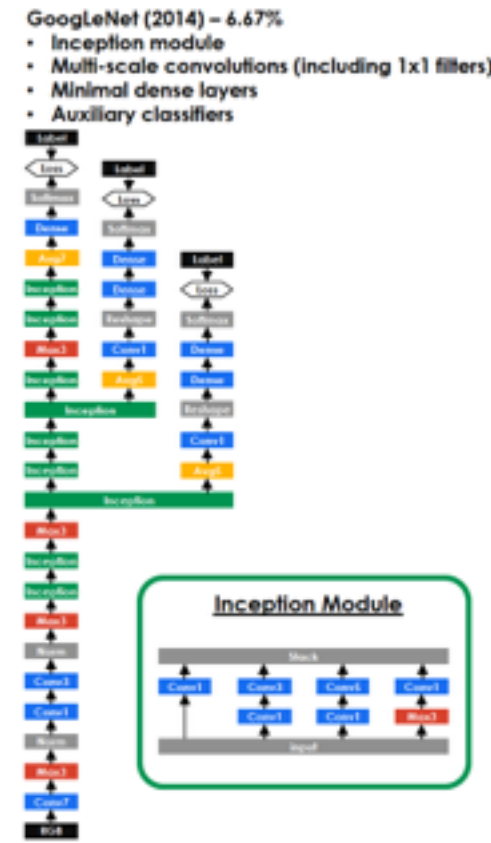 GoogLeNet (2014) – 6.67%
• Inception module
• Multi-scale convolutions (including 1x1 filters)
• Minimal dense layers
• Auxiliary classifiers
Label
Loss
Softmax
Dense
Avg7
Inception
Inception
Max3
Inception
Inception
Inception
Inception
Inception
Max3
Inception
Inception
Max3
Norm
Conv3
Conv1
Norm
Max3
Conv7
RGB
Label
Loss
Softmax
Dense
Dense
Reshape
Conv1
Avg5
Label
Loss
Softmax
Dense
Dense
Reshape
Conv1
Avg5
Inception Module
Stack
Conv1 Conv3 Conv5 Conv1
Conv1 Conv1 Max3
input